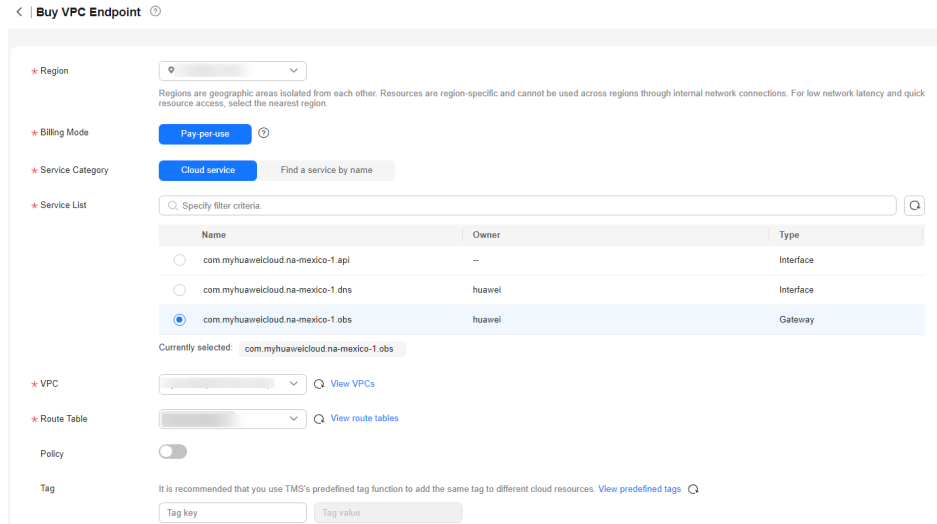 Buy VPC Endpoint ?
* Region
Regions are geographic areas isolated from each other. Resources are region-specific and cannot be used across regions through internal network connections. For low network latency and quick
resource access, select the nearest region.
* Billing Mode Pay-per-use ?
* Service Category Cloud service Find a service by name
* Service List Specify filter criteria.
Name Owner Type
com.myhuaweicloud.na-mexico-1.api -- Interface
com.myhuaweicloud.na-mexico-1.dns huawei Interface
com.myhuaweicloud.na-mexico-1.obs huawei Gateway
Currently selected: com.myhuaweicloud.na-mexico-1.obs
* VPC View VPCs
* Route Table View route tables
Policy
Tag It is recommended that you use TMS's predefined tag function to add the same tag to different cloud resources. View predefined tags
Tag key Tag value